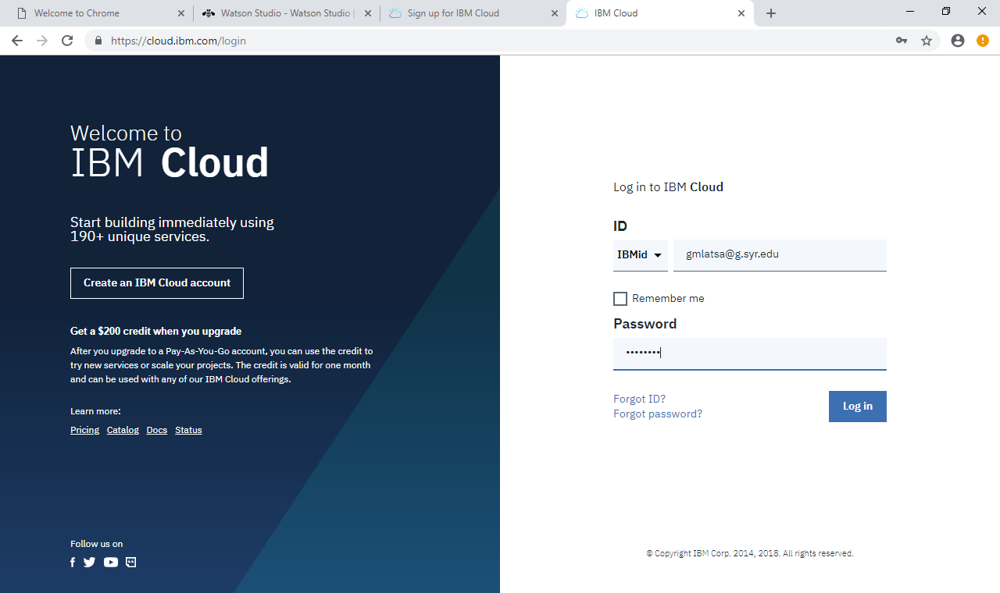 Welcome to Chrome
Watson Studio - Watson Studio |
Sign up for IBM Cloud
IBM Cloud
https://cloud.ibm.com/login
Welcome to
IBM Cloud
Start building immediately using
190+ unique services.
Create an IBM Cloud account
Get a $200 credit when you upgrade
After you upgrade to a Pay-As-You-Go account, you can use the credit to
try new services or scale your projects. The credit is valid for one month
and can be used with any of our IBM Cloud offerings.
Learn more:
Pricing Catalog Docs Status
Follow us on
Log in to IBM Cloud
ID
IBMid gmlatsa@g.syr.edu
Remember me
Password
••••••••
Forgot ID?
Forgot password?
Log in
© Copyright IBM Corp. 2014, 2018. All rights reserved.